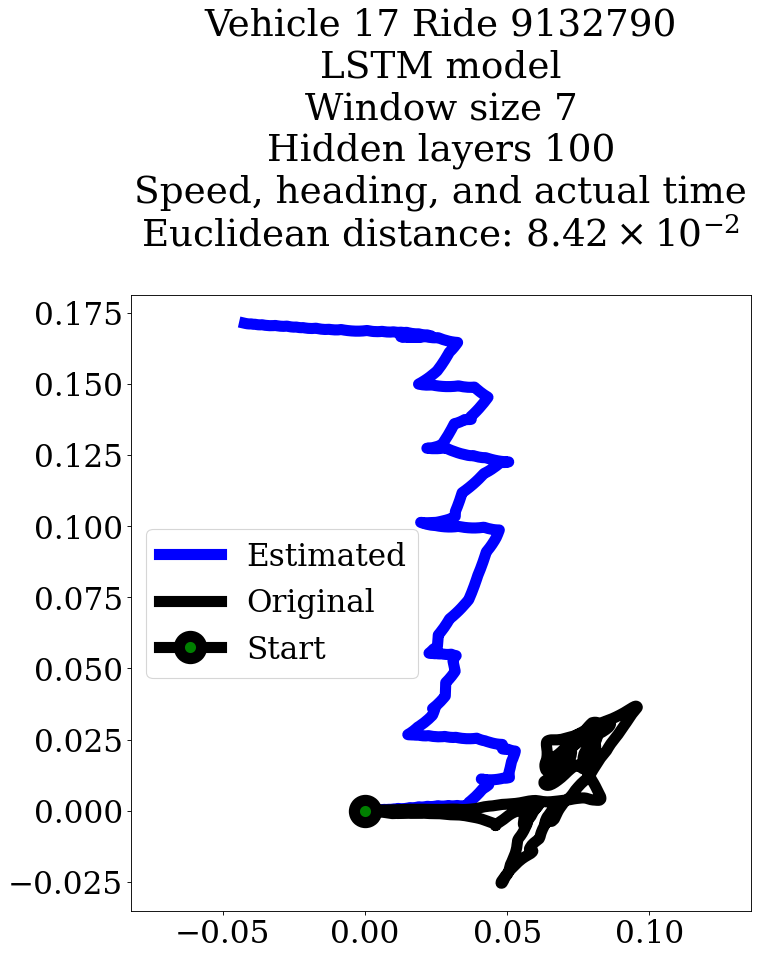 Vehicle 17 Ride 9132790
LSTM model
Window size 7
Hidden layers 100
Speed, heading, and actual time
Euclidean distance: 8.42 × 10⁻²
0.175
0.150
0.125
0.100
0.075
0.050
0.025
0.000
−0.025
Estimated
Original
Start
−0.05
0.00
0.05
0.10